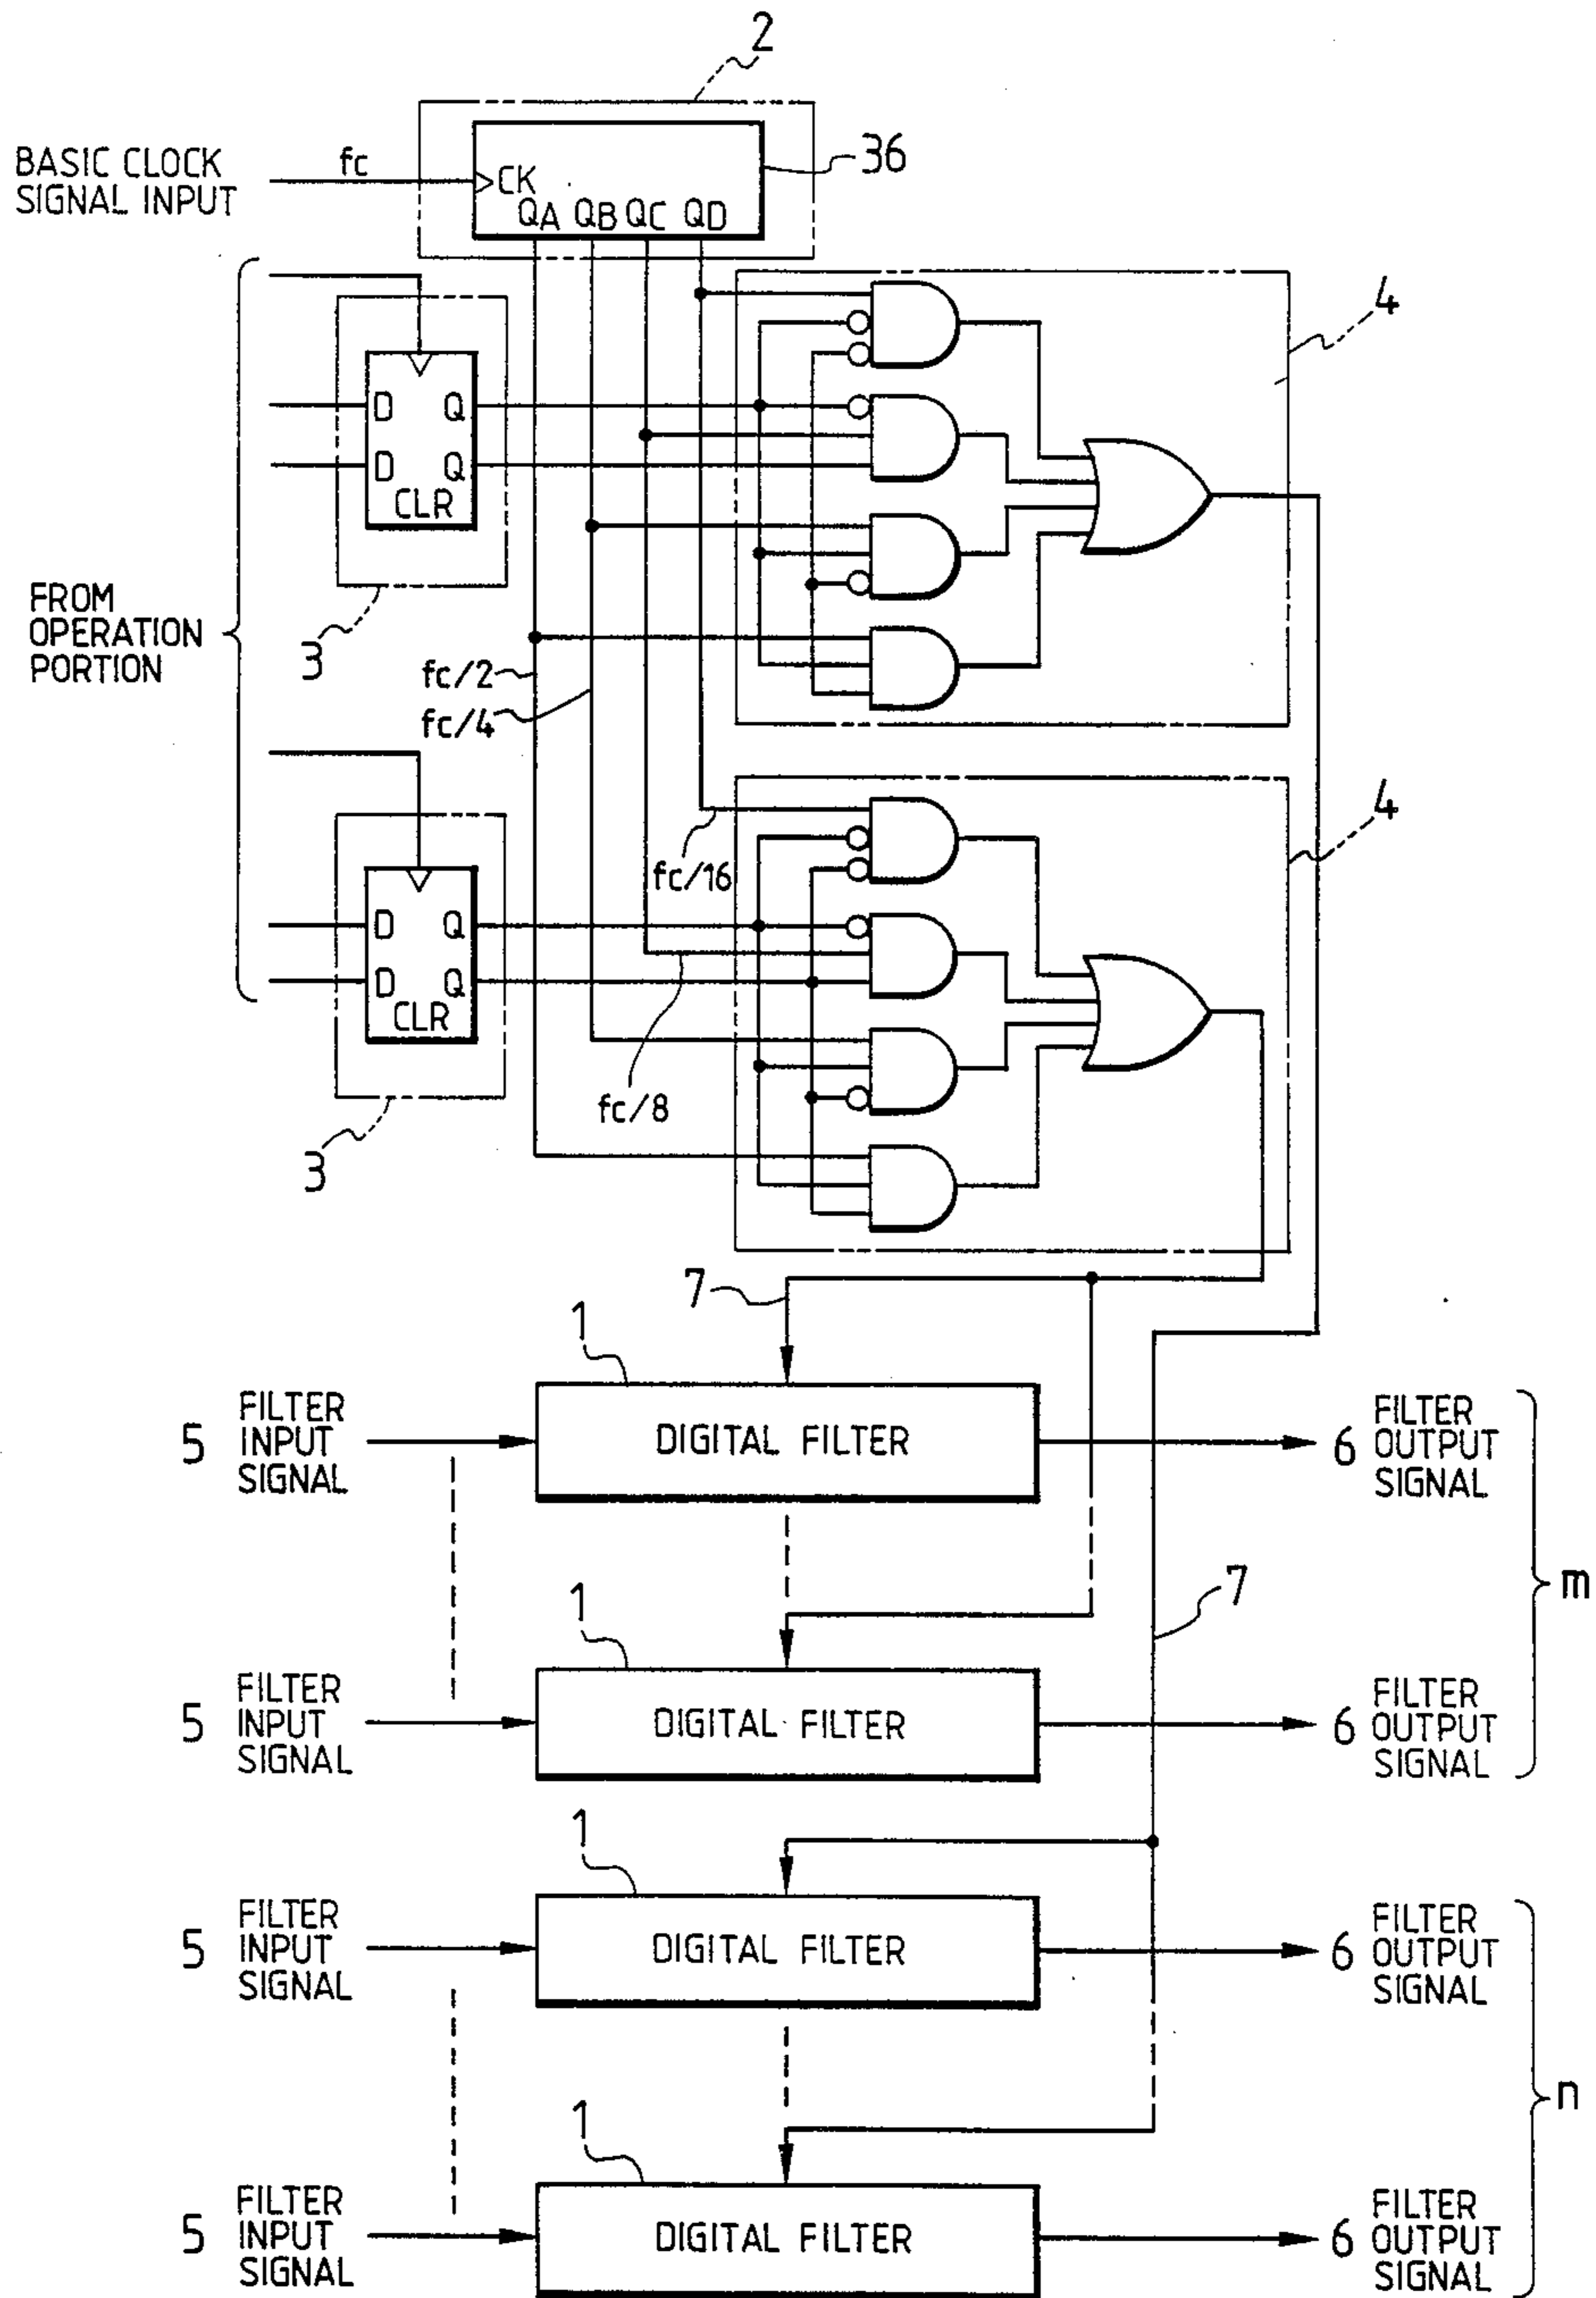 2
BASIC CLOCK
SIGNAL INPUT
fc
CK
QA QB QC QD
36
4
D Q
D Q
CLR
FROM
OPERATION
PORTION
3
fc/2
fc/4
4
fc/16
D Q
D Q
CLR
fc/8
3
7
1
5
FILTER
INPUT
SIGNAL
DIGITAL FILTER
6
FILTER
OUTPUT
SIGNAL
m
7
1
5
FILTER
INPUT
SIGNAL
DIGITAL FILTER
6
FILTER
OUTPUT
SIGNAL
1
5
FILTER
INPUT
SIGNAL
DIGITAL FILTER
6
FILTER
OUTPUT
SIGNAL
n
1
5
FILTER
INPUT
SIGNAL
DIGITAL FILTER
6
FILTER
OUTPUT
SIGNAL